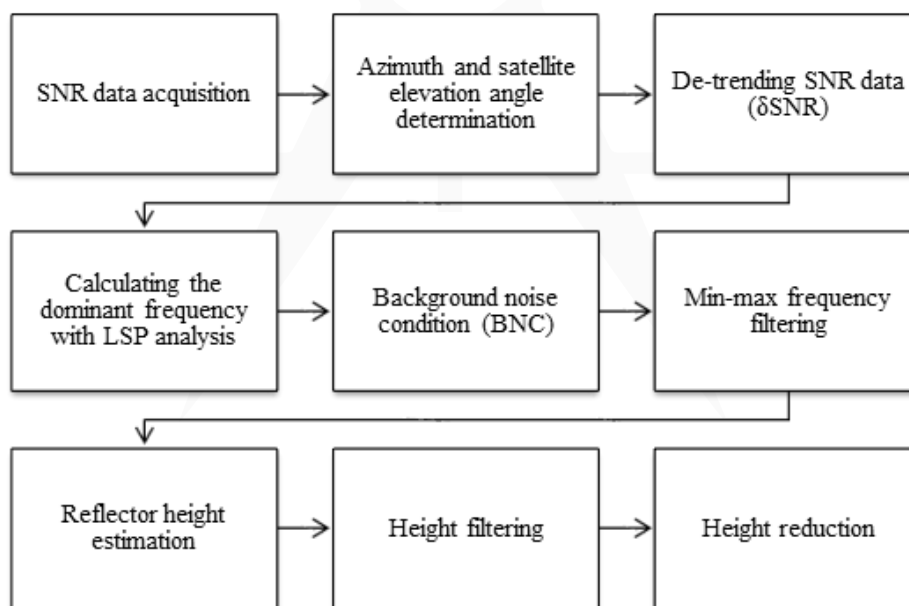 SNR data acquisition
Azimuth and satellite
elevation angle
determination
De-trending SNR data
(δSNR)
Calculating the
dominant frequency
with LSP analysis
Background noise
condition (BNC)
Min-max frequency
filtering
Reflector height
estimation
Height filtering
Height reduction